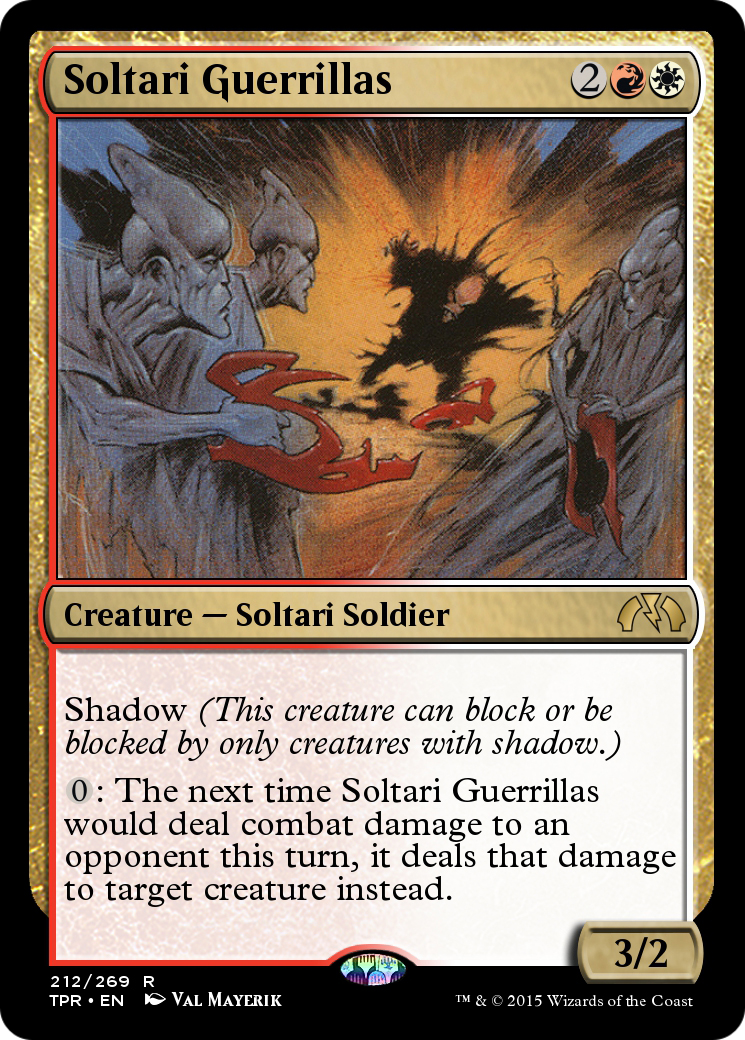 Soltari Guerrillas 2
Creature — Soltari Soldier
Shadow (This creature can block or be
blocked by only creatures with shadow.)
0: The next time Soltari Guerrillas
would deal combat damage to an
opponent this turn, it deals that damage
to target creature instead.
3/2
212/269 R
TPR • EN Val Mayerik
™ & © 2015 Wizards of the Coast